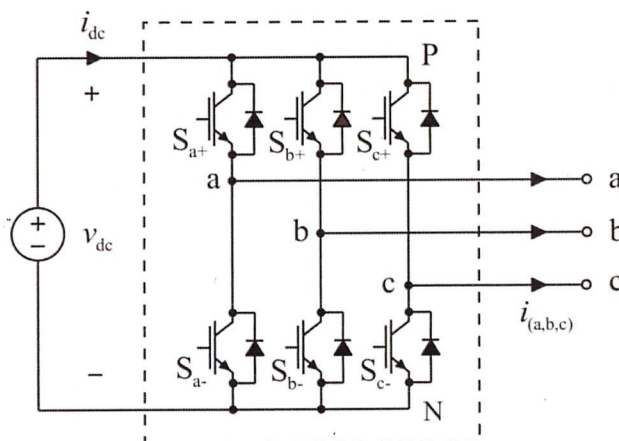 i_dc
P
+
S_a+
S_b+
S_c+
a
a
+
−
v_dc
b
b
c
c
i_(a,b,c)
S_a-
S_b-
S_c-
−
N